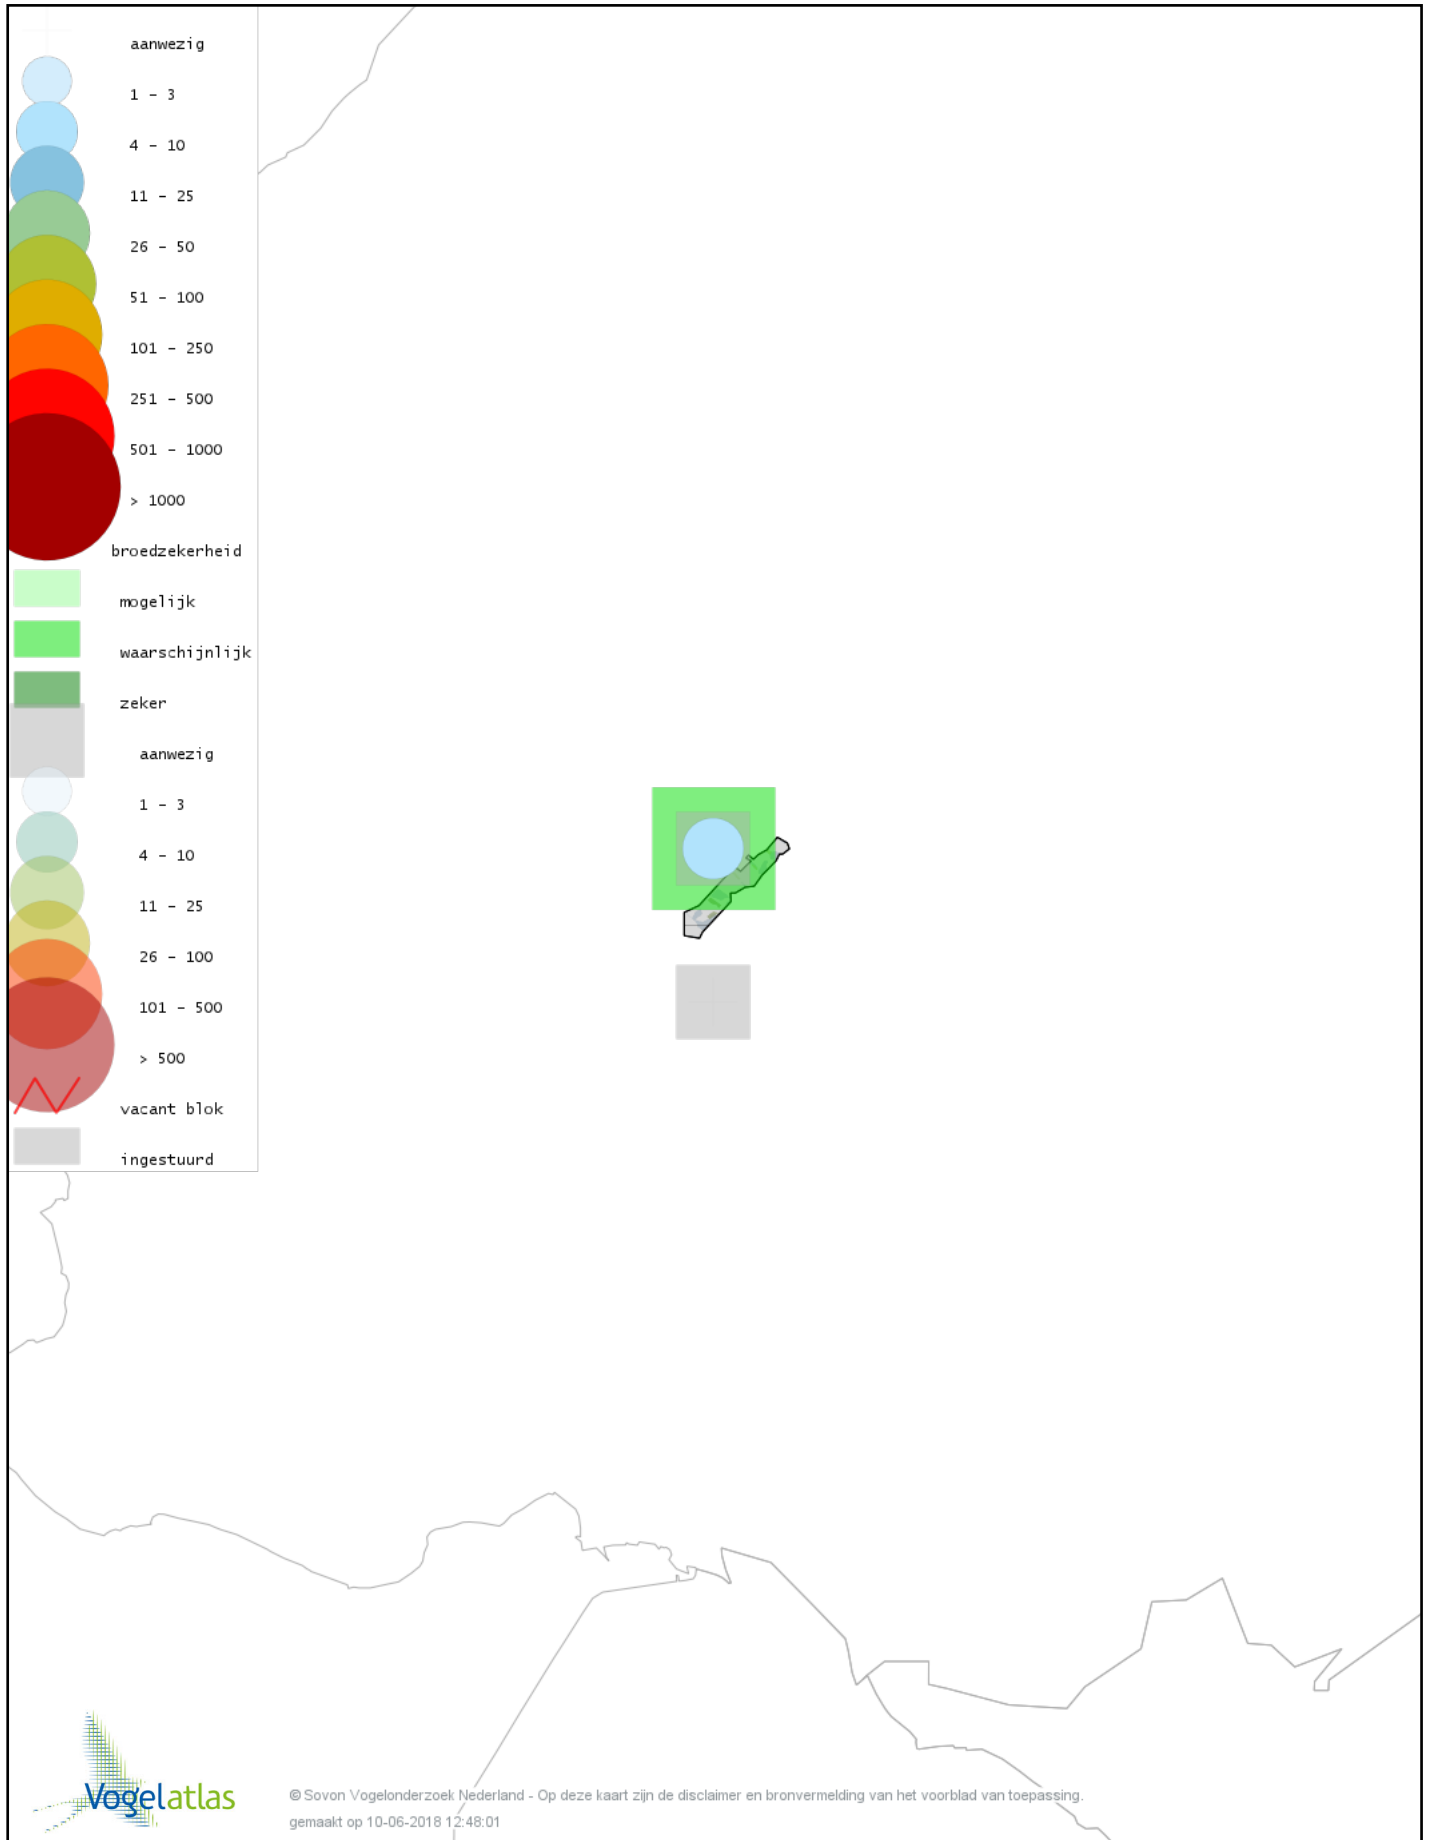 aanwezig
1 - 3
4 - 10
11 - 25
26 - 50
51 - 100
101 - 250
251 - 500
501 - 1000
> 1000
broedzekerheid
mogelijk
waarschijnlijk
zeker
aanwezig
1 - 3
4 - 10
11 - 25
26 - 100
101 - 500
> 500
vacant blok
ingestuurd
Vogelatlas
© Sovon Vogelonderzoek Nederland - Op deze kaart zijn de disclaimer en bronvermelding van het voorblad van toepassing.
gemaakt op 10-06-2018 12:48:01